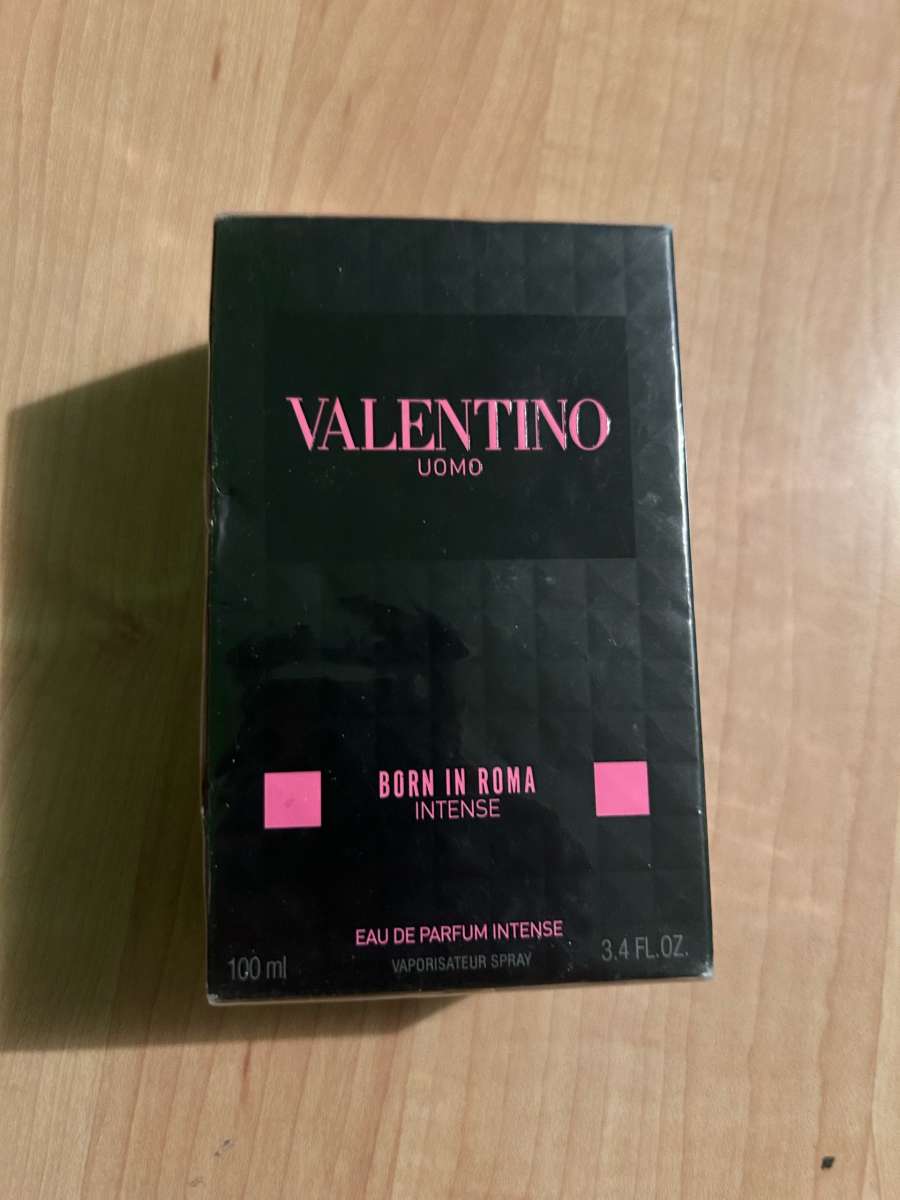 VALENTINO
UOMO
BORN IN ROMA
INTENSE
EAU DE PARFUM INTENSE
100 ml VAPORISATEUR SPRAY 3.4 FL.OZ.